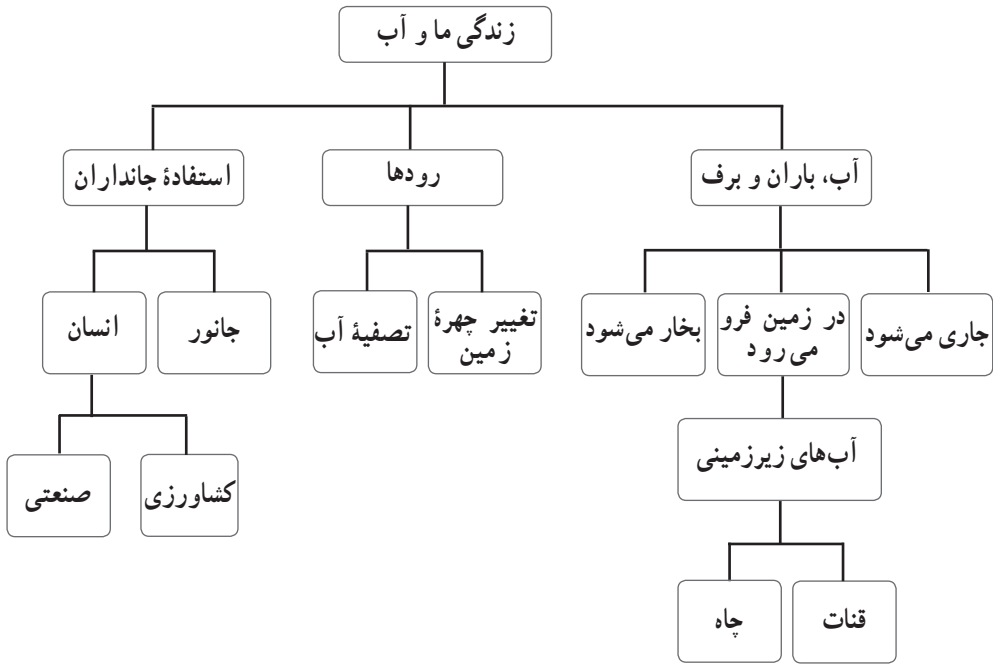 زندگی ما و آب
آب، باران و برف
رودها
استفادهٔ جانداران
جاری می‌شود
در زمین فرو
می‌رود
بخار می‌شود
تغییر چهرهٔ
زمین
تصفیهٔ آب
جانور
انسان
آب‌های زیرزمینی
کشاورزی
صنعتی
قنات
چاه